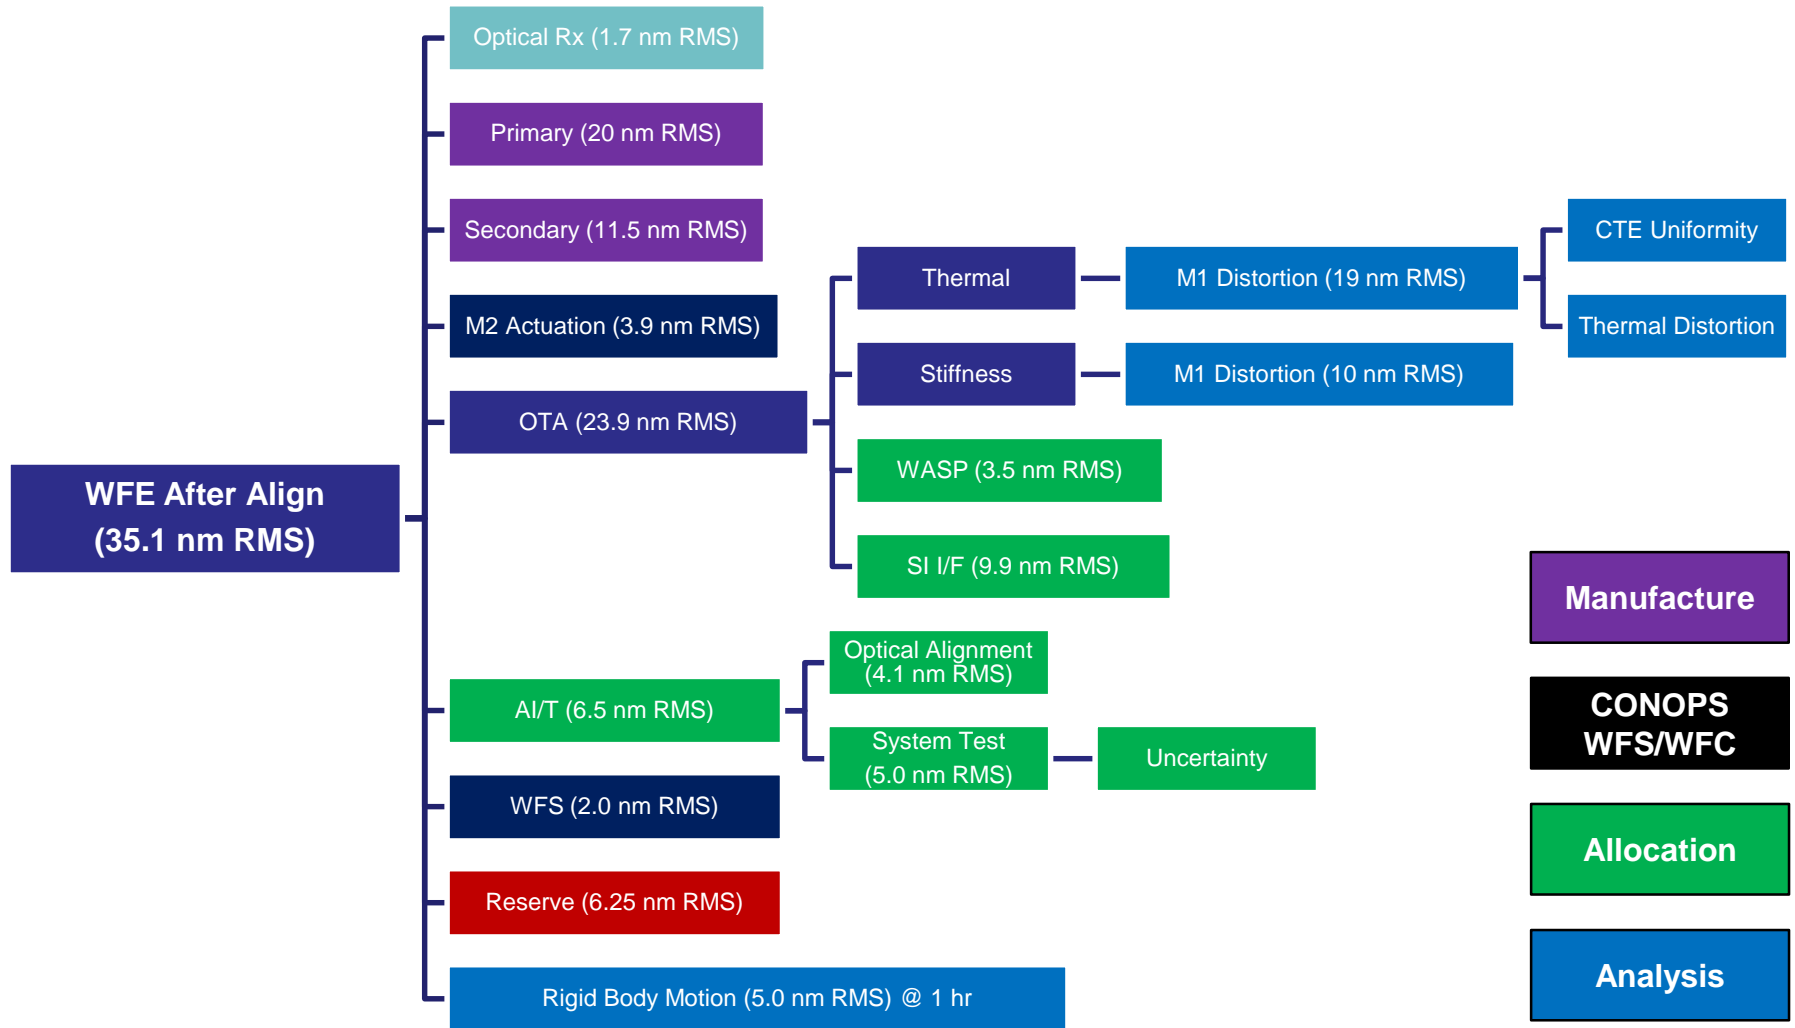 WFE After Align
(35.1 nm RMS)
Optical Rx (1.7 nm RMS)
Primary (20 nm RMS)
Secondary (11.5 nm RMS)
M2 Actuation (3.9 nm RMS)
OTA (23.9 nm RMS)
Thermal
M1 Distortion (19 nm RMS)
CTE Uniformity
Thermal Distortion
Stiffness
M1 Distortion (10 nm RMS)
WASP (3.5 nm RMS)
SI I/F (9.9 nm RMS)
AI/T (6.5 nm RMS)
Optical Alignment
(4.1 nm RMS)
System Test
(5.0 nm RMS)
Uncertainty
WFS (2.0 nm RMS)
Reserve (6.25 nm RMS)
Rigid Body Motion (5.0 nm RMS) @ 1 hr
Manufacture
CONOPS
WFS/WFC
Allocation
Analysis